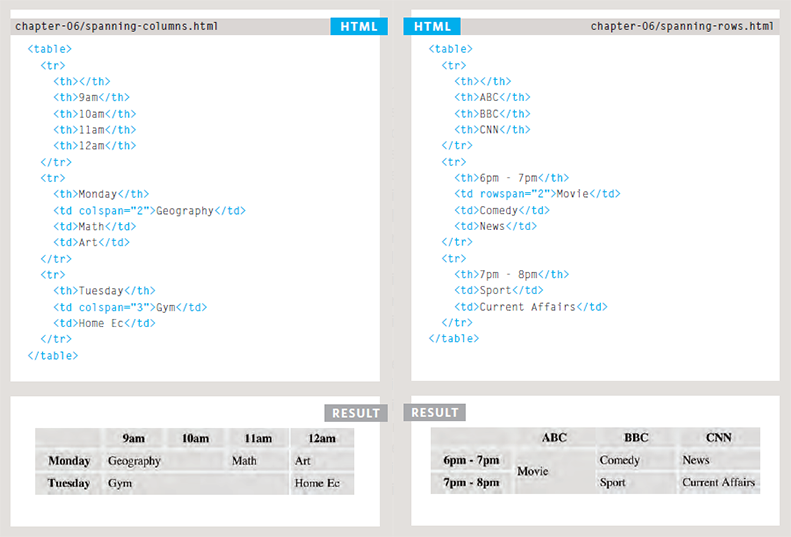 chapter-06/spanning-columns.html HTML
<table>
<tr>
<th></th>
<th>9am</th>
<th>10am</th>
<th>11am</th>
<th>12am</th>
</tr>
<tr>
<th>Monday</th>
<td colspan="2">Geography</td>
<td>Math</td>
<td>Art</td>
</tr>
<tr>
<th>Tuesday</th>
<td colspan="3">Gym</td>
<td>Home Ec</td>
</tr>
</table>
RESULT
9am 10am 11am 12am
Monday Geography Math Art
Tuesday Gym Home Ec
HTML chapter-06/spanning-rows.html
<table>
<tr>
<th></th>
<th>ABC</th>
<th>BBC</th>
<th>CNN</th>
</tr>
<tr>
<th>6pm - 7pm</th>
<td rowspan="2">Movie</td>
<td>Comedy</td>
<td>News</td>
</tr>
<tr>
<th>7pm - 8pm</th>
<td>Sport</td>
<td>Current Affairs</td>
</tr>
</table>
RESULT
ABC BBC CNN
6pm - 7pm Comedy News
Movie
7pm - 8pm Sport Current Affairs